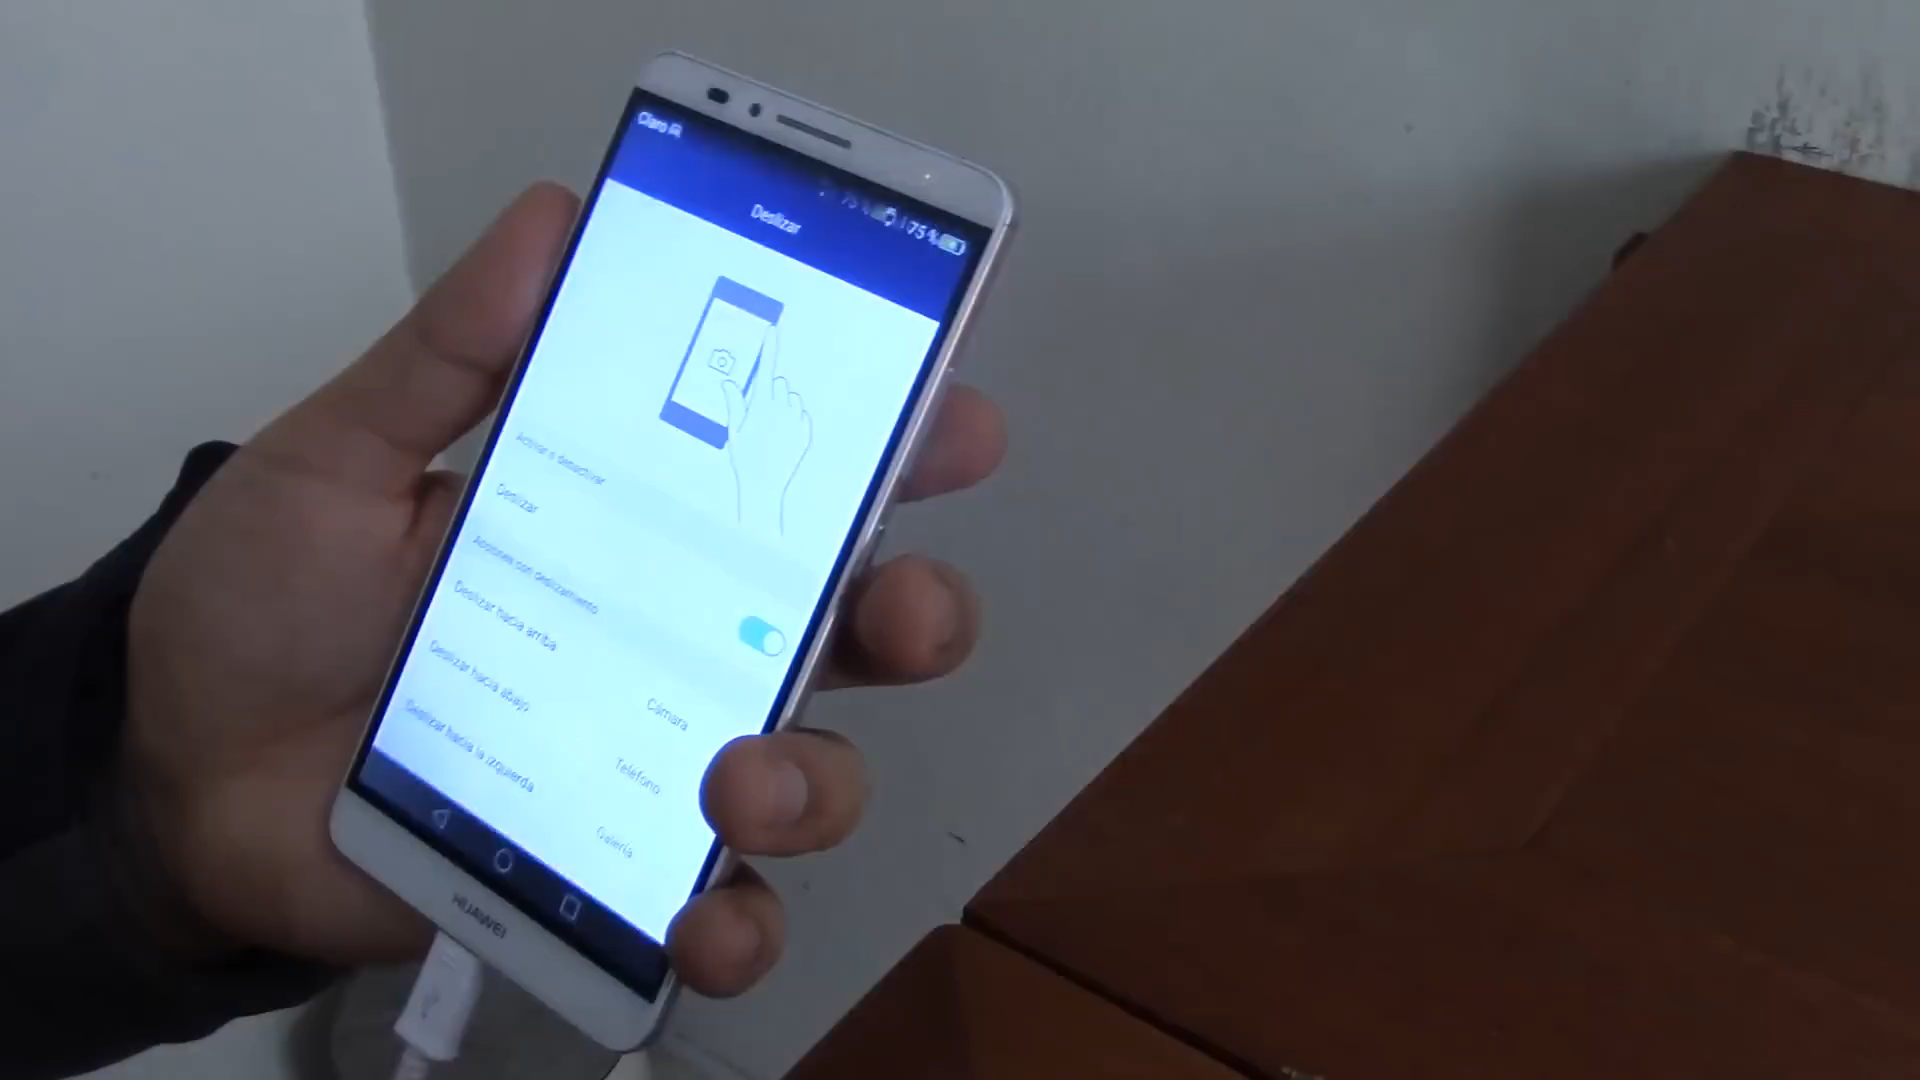 Claro
75 %
Deslizar
Activar o desactivar
Deslizar
Acciones con deslizamiento
Deslizar hacia arriba
Cámara
Deslizar hacia abajo
Teléfono
Deslizar hacia la izquierda
Galería
HUAWEI